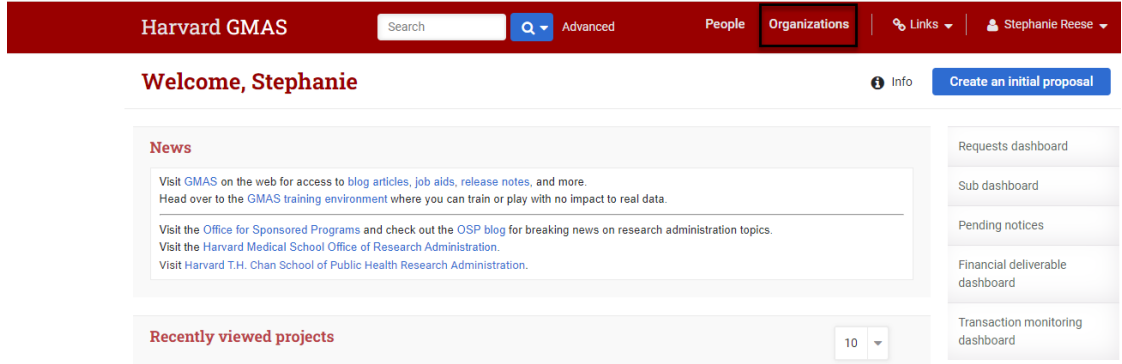 Harvard GMAS
Search
Advanced
People
Organizations
Links
Stephanie Reese
Welcome, Stephanie
Info
Create an initial proposal
News
Visit GMAS on the web for access to blog articles, job aids, release notes, and more.
Head over to the GMAS training environment where you can train or play with no impact to real data.
Visit the Office for Sponsored Programs and check out the OSP blog for breaking news on research administration topics.
Visit the Harvard Medical School Office of Research Administration.
Visit Harvard T.H. Chan School of Public Health Research Administration.
Requests dashboard
Sub dashboard
Pending notices
Financial deliverable
dashboard
Transaction monitoring
dashboard
Recently viewed projects
10